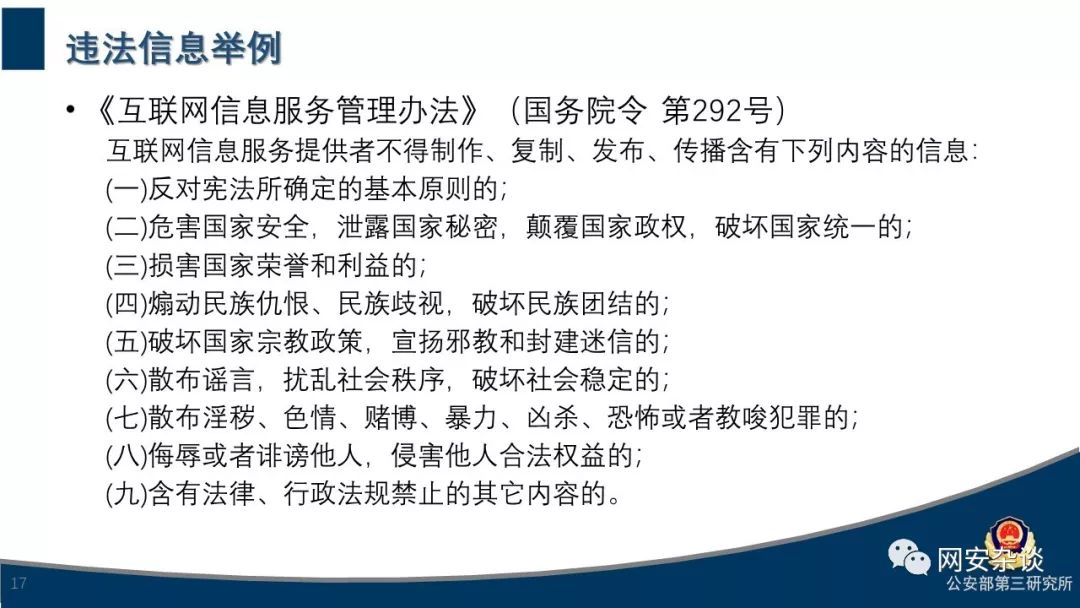 违法信息举例
• 《互联网信息服务管理办法》（国务院令 第292号）
互联网信息服务提供者不得制作、复制、发布、传播含有下列内容的信息：
(一)反对宪法所确定的基本原则的；
(二)危害国家安全，泄露国家秘密，颠覆国家政权，破坏国家统一的；
(三)损害国家荣誉和利益的；
(四)煽动民族仇恨、民族歧视，破坏民族团结的；
(五)破坏国家宗教政策，宣扬邪教和封建迷信的；
(六)散布谣言，扰乱社会秩序，破坏社会稳定的；
(七)散布淫秽、色情、赌博、暴力、凶杀、恐怖或者教唆犯罪的；
(八)侮辱或者诽谤他人，侵害他人合法权益的；
(九)含有法律、行政法规禁止的其它内容的。
网安杂谈
17
公安部第三研究所